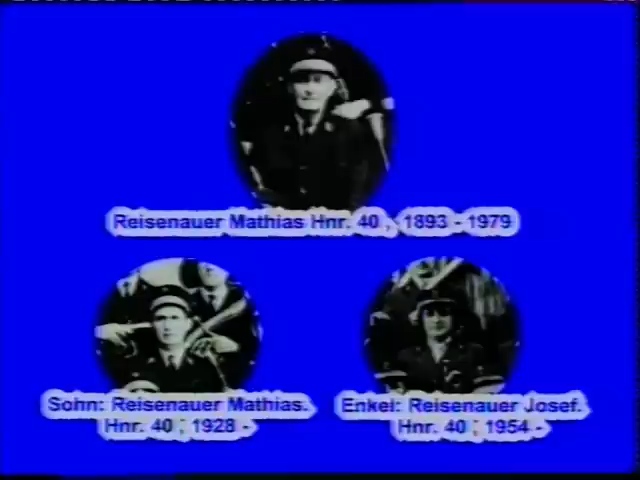 Reisenauer Mathias Hnr. 40 , 1893 - 1979
Sohn: Reisenauer Mathias.
Hnr. 40 , 1928 -
Enkel: Reisenauer Josef.
Hnr. 40 , 1954 -